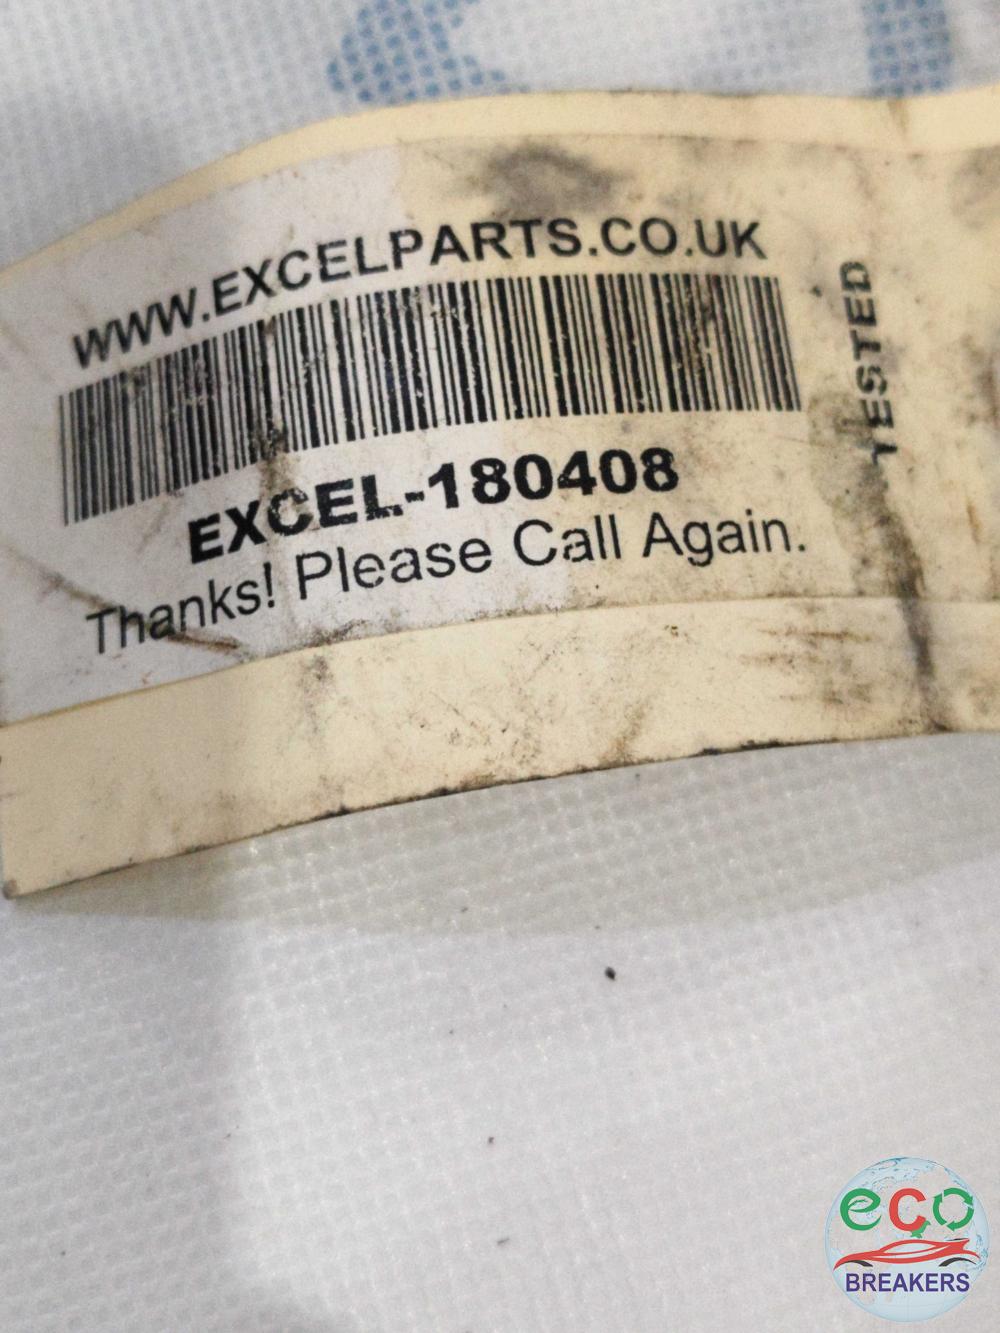 WWW.EXCELPARTS.CO.UK
EXCEL-180408
Thanks! Please Call Again.
TESTED
eco
BREAKERS